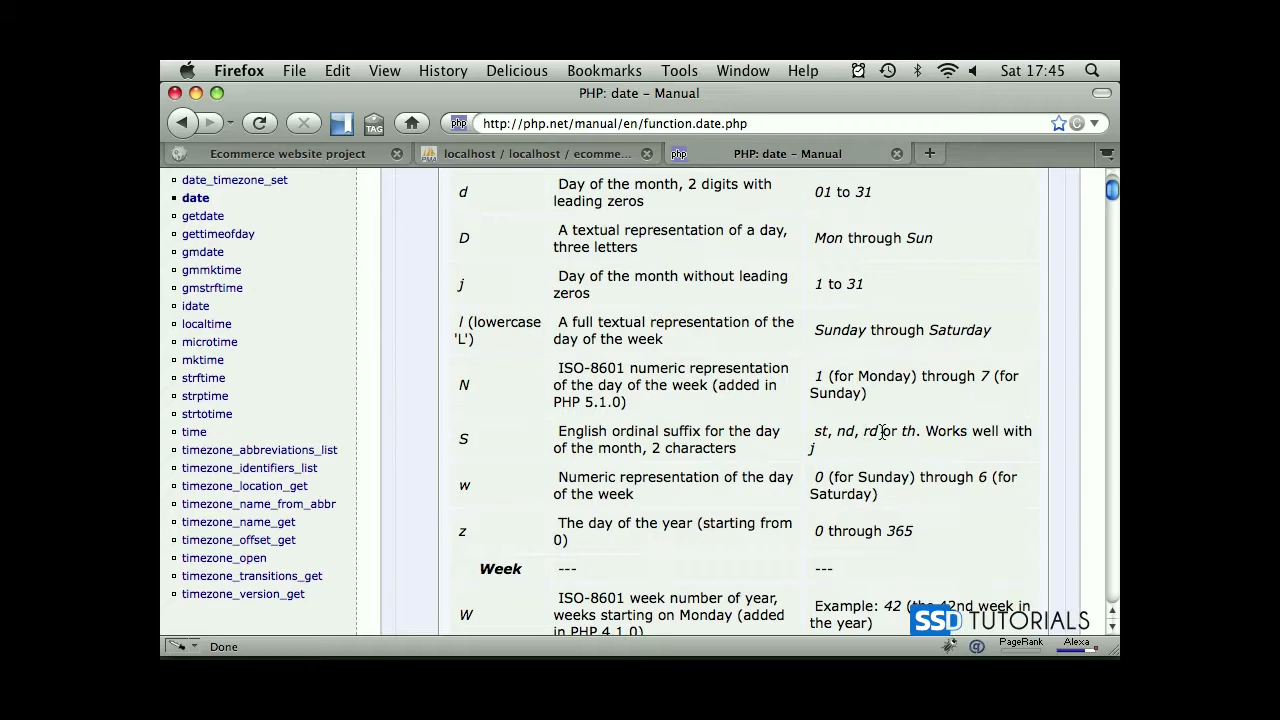 Firefox File Edit View History Delicious Bookmarks Tools Window Help Sat 17:45
PHP: date – Manual
TAG php http://php.net/manual/en/function.date.php
Ecommerce website project PMA localhost / localhost / ecomme... php PHP: date – Manual
date_timezone_set
date
getdate
gettimeofday
gmdate
gmmktime
gmstrftime
idate
localtime
microtime
mktime
strftime
strptime
strtotime
time
timezone_abbreviations_list
timezone_identifiers_list
timezone_location_get
timezone_name_from_abbr
timezone_name_get
timezone_offset_get
timezone_open
timezone_transitions_get
timezone_version_get
d Day of the month, 2 digits with 01 to 31
leading zeros
D A textual representation of a day, Mon through Sun
three letters
j Day of the month without leading 1 to 31
zeros
l (lowercase A full textual representation of the Sunday through Saturday
'L') day of the week
N ISO-8601 numeric representation 1 (for Monday) through 7 (for
of the day of the week (added in Sunday)
PHP 5.1.0)
S English ordinal suffix for the day st, nd, rd or th. Works well with
of the month, 2 characters j
w Numeric representation of the day 0 (for Sunday) through 6 (for
of the week Saturday)
z The day of the year (starting from 0 through 365
0)
Week --- ---
W ISO-8601 week number of year, Example: 42 (the 42nd week in
weeks starting on Monday (added the year)
in PHP 4.1.0)
SSD TUTORIALS
Done PageRank Alexa